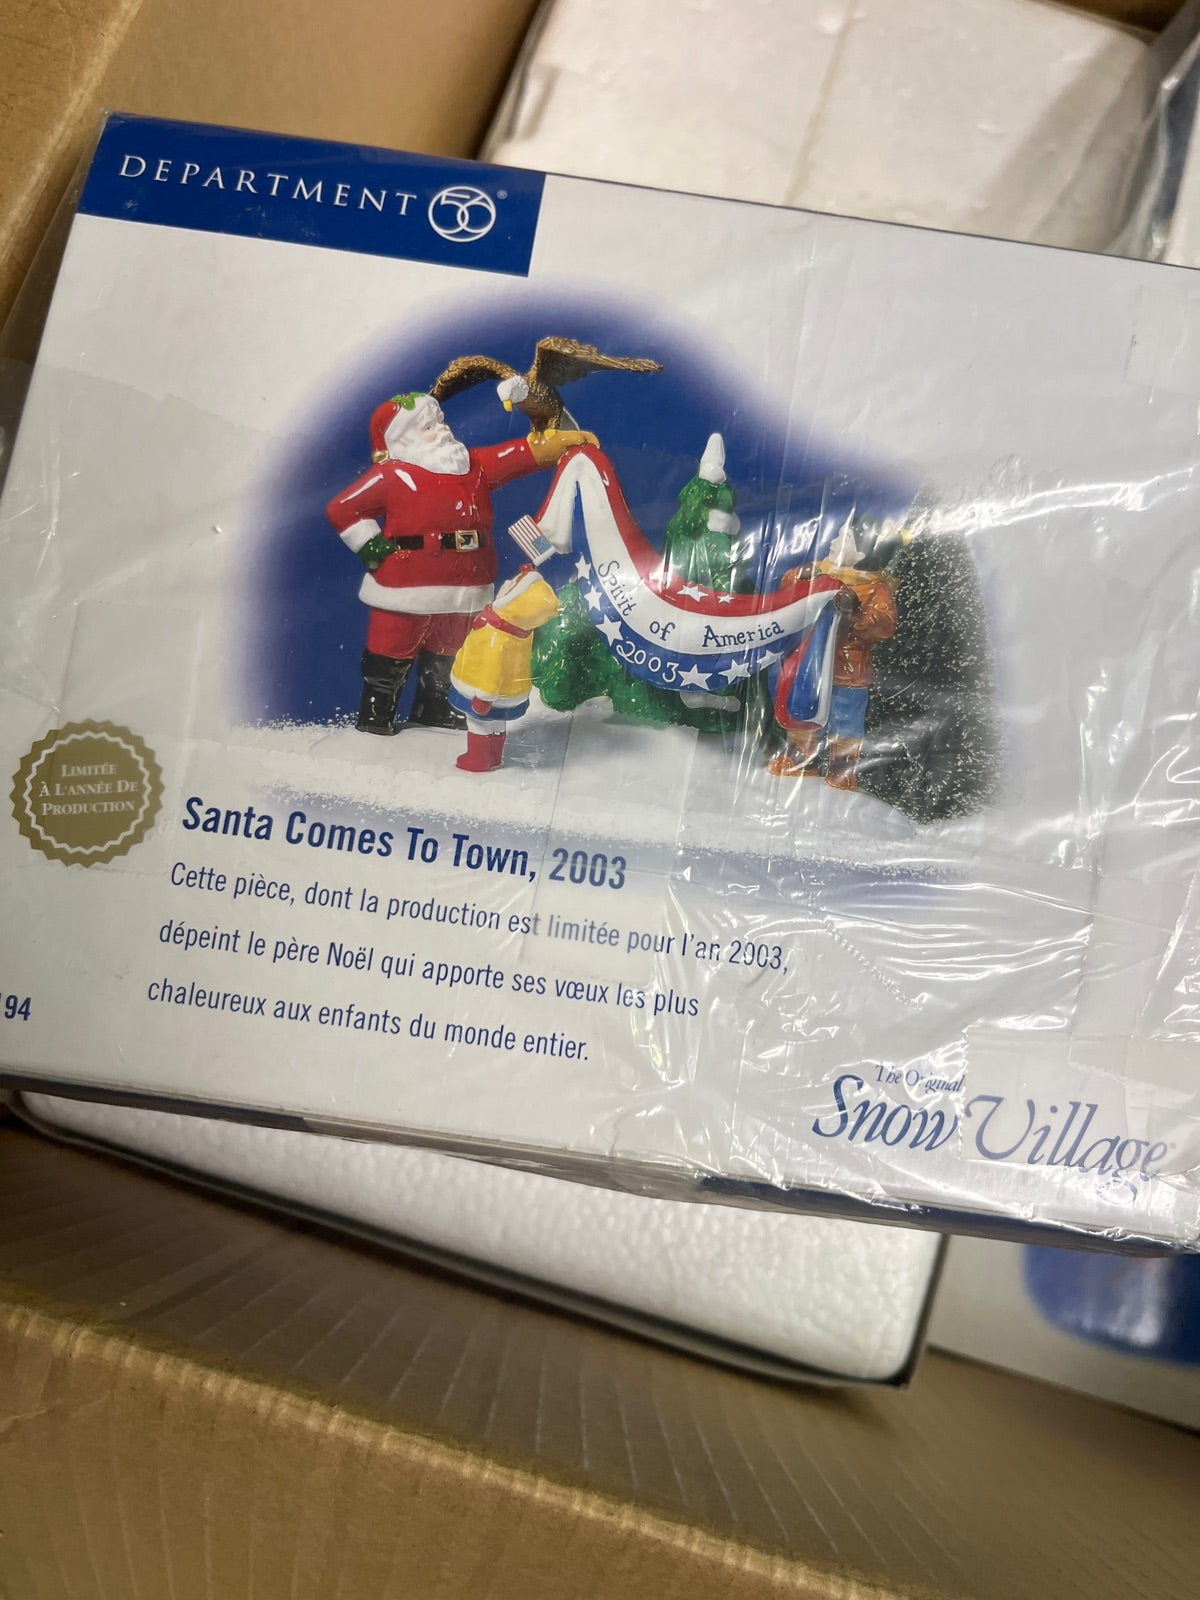 DEPARTMENT 56®
Spirit of America
2003
LIMITÉE
À L'ANNÉE DE
PRODUCTION
Santa Comes To Town, 2003
Cette pièce, dont la production est limitée pour l'an 2003,
dépeint le père Noël qui apporte ses vœux les plus
chaleureux aux enfants du monde entier.
94
The Original
Snow Village®